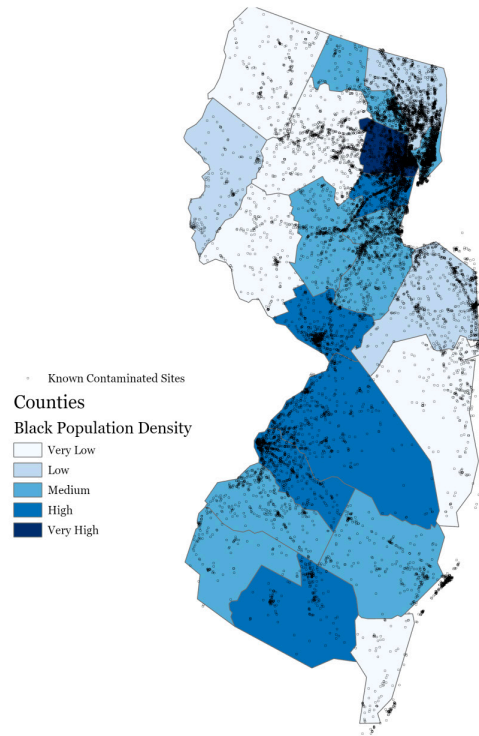 Known Contaminated Sites
Counties
Black Population Density
Very Low
Low
Medium
High
Very High